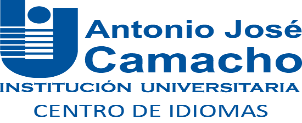 Antonio José
Camacho
INSTITUCIÓN UNIVERSITARIA
CENTRO DE IDIOMAS